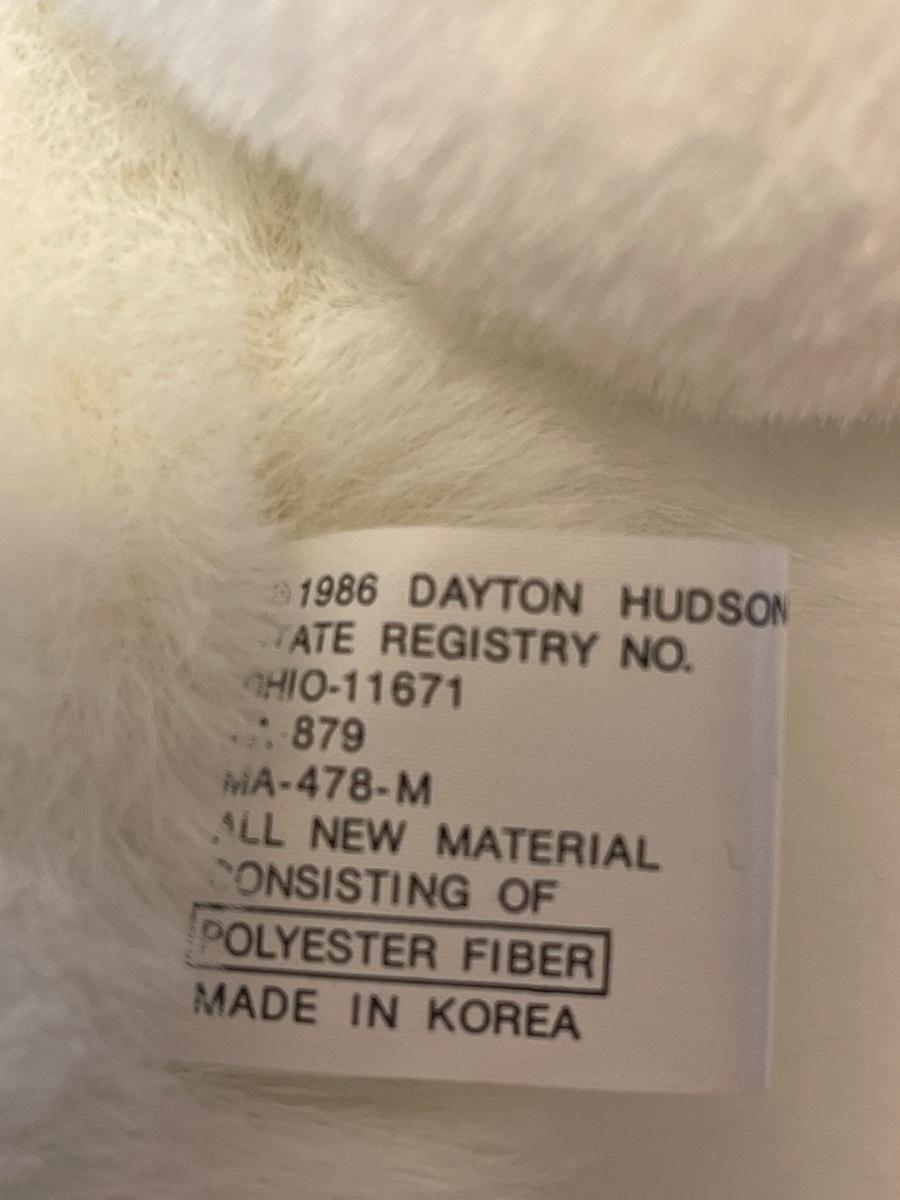 ©1986 DAYTON HUDSON
STATE REGISTRY NO.
OHIO-11671
879
MA-478-M
ALL NEW MATERIAL
CONSISTING OF
POLYESTER FIBER
MADE IN KOREA